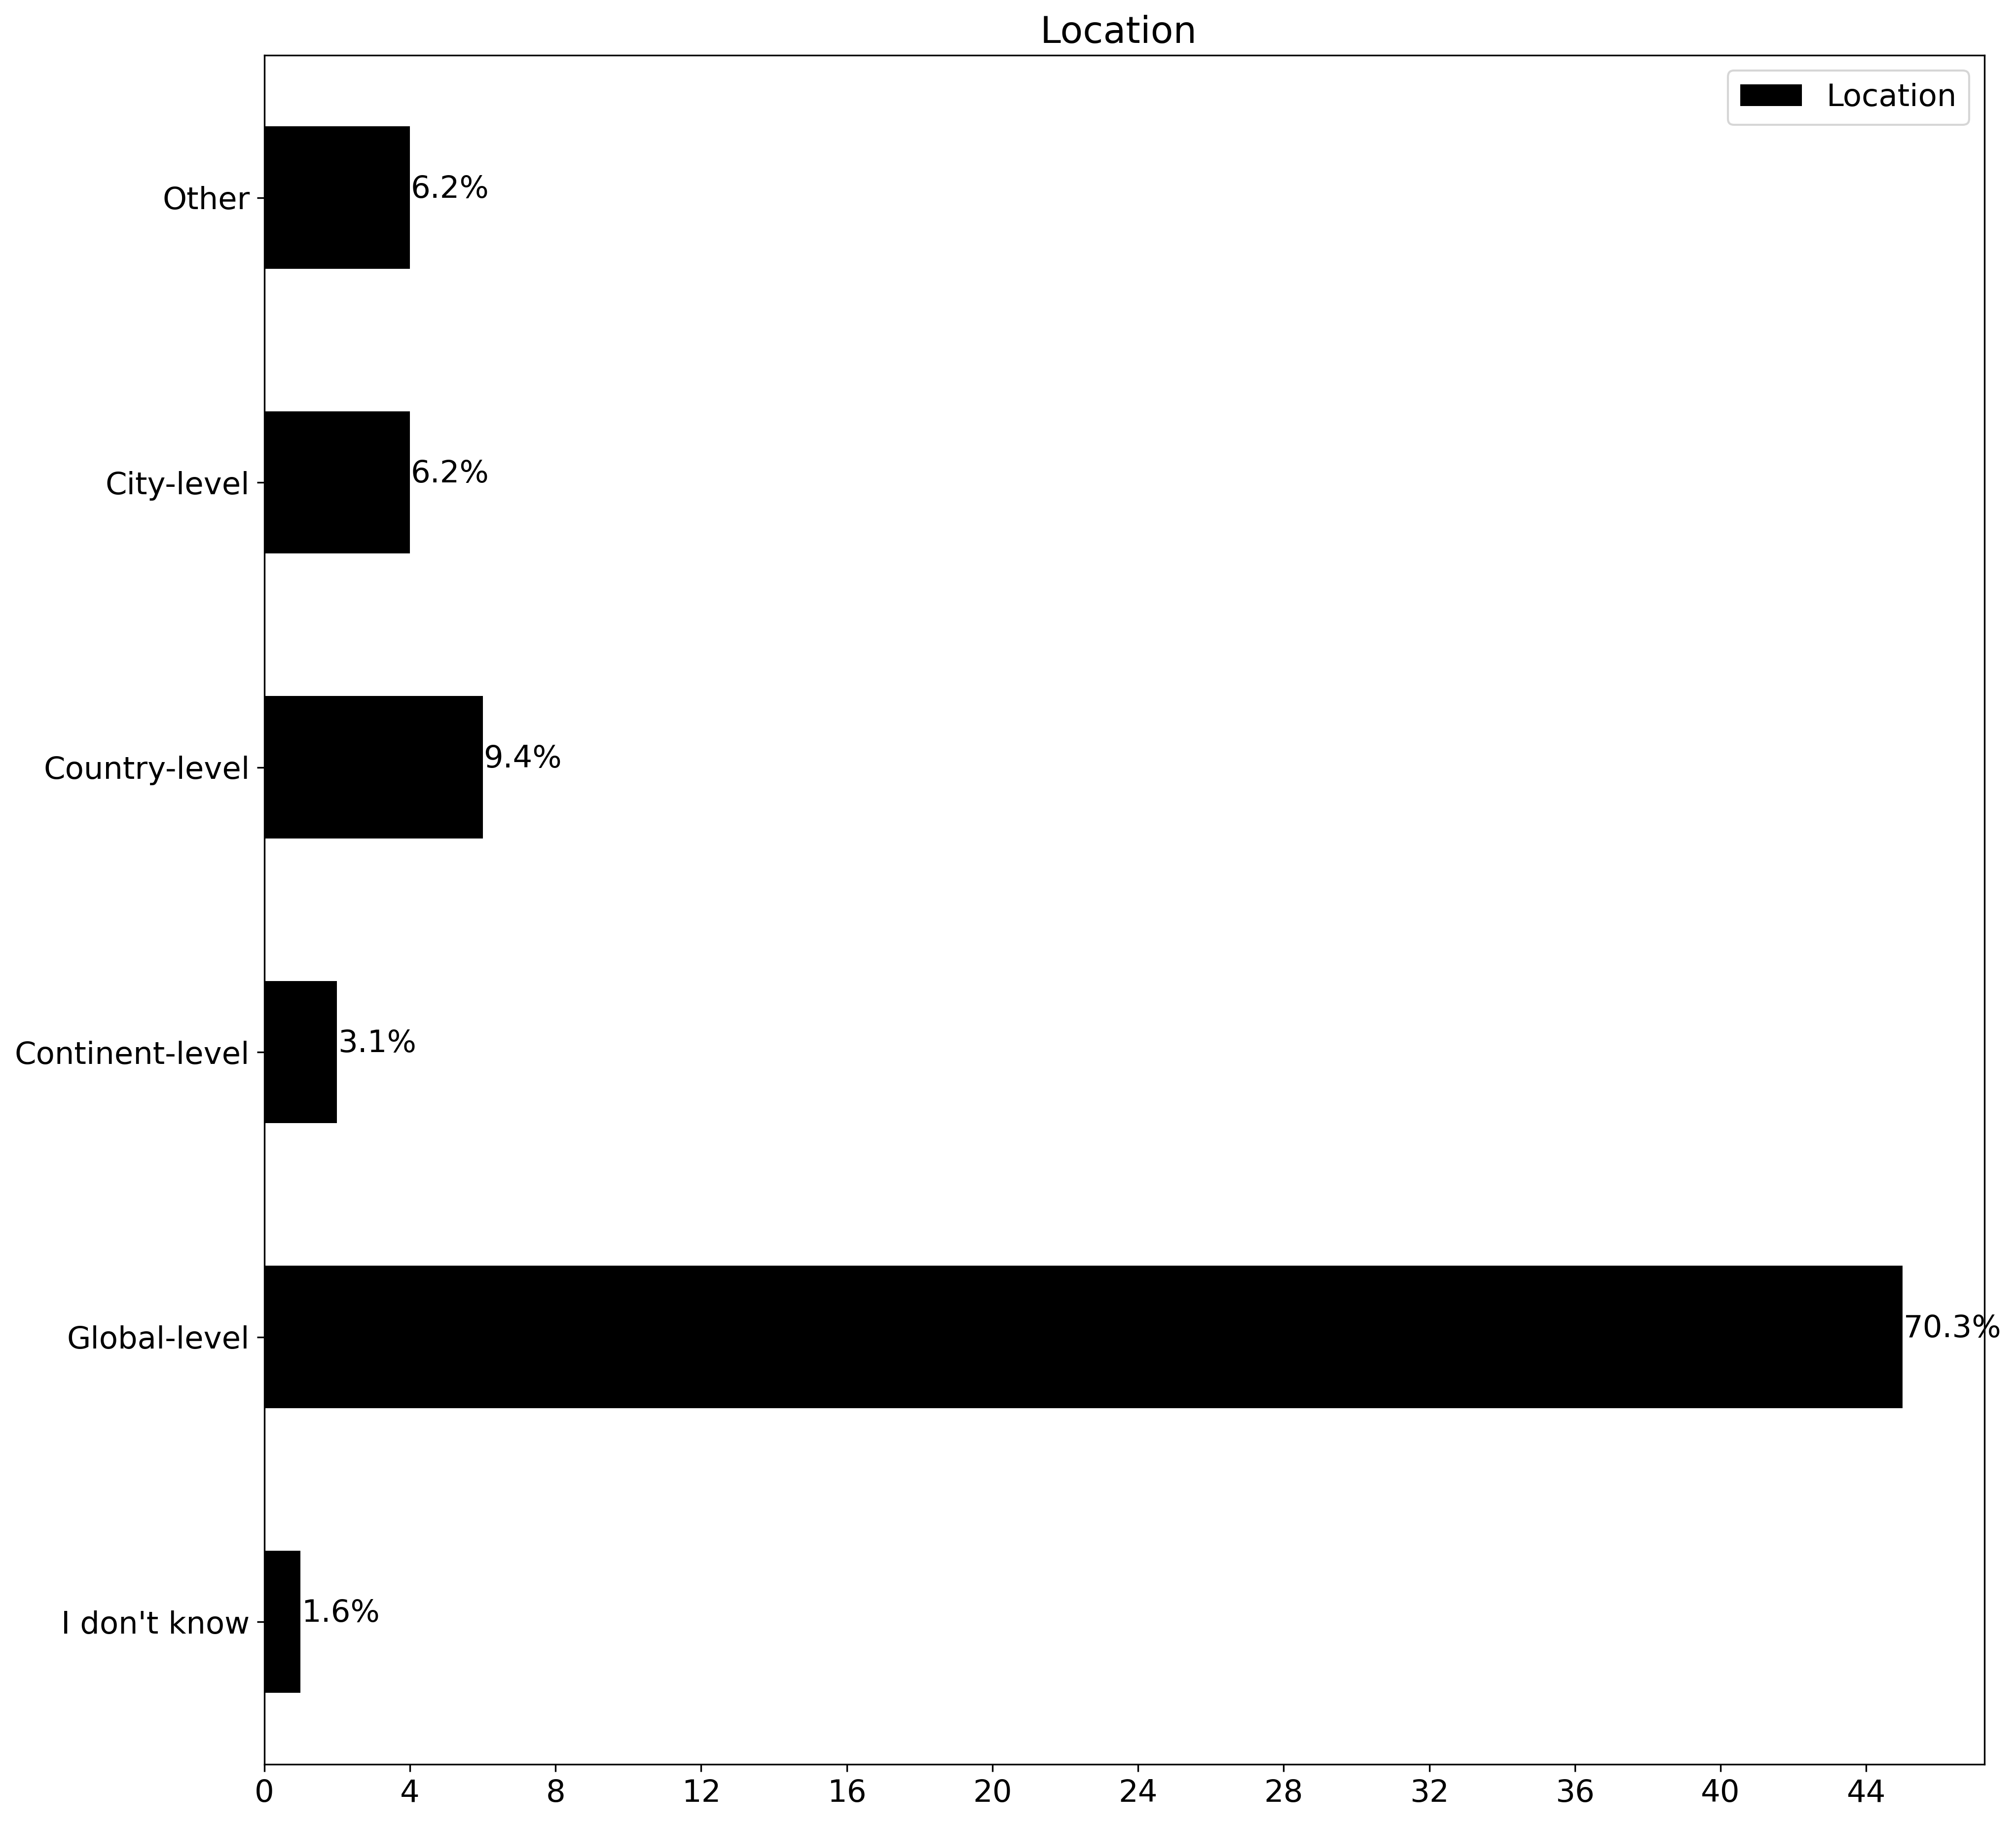 Location
Location
Other
6.2%
City-level
6.2%
Country-level
9.4%
Continent-level
3.1%
Global-level
70.3%
I don't know
1.6%
0 4 8 12 16 20 24 28 32 36 40 44